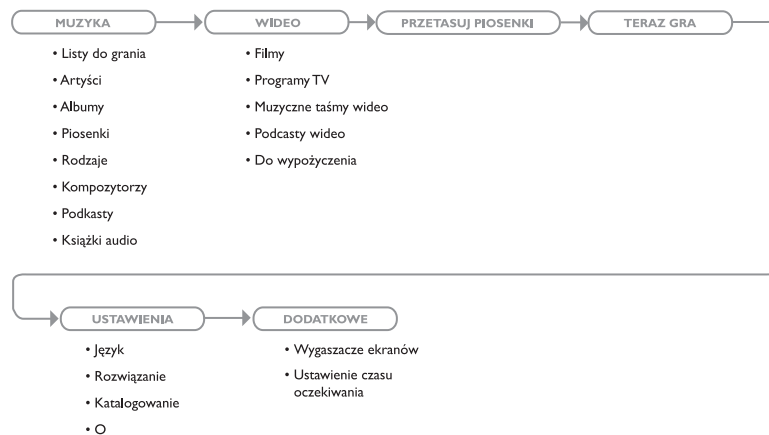 MUZYKA
WIDEO
PRZETASUJ PIOSENKI
TERAZ GRA
• Listy do grania
• Artyści
• Albumy
• Piosenki
• Rodzaje
• Kompozytorzy
• Podkasty
• Książki audio
• Filmy
• Programy TV
• Muzyczne taśmy wideo
• Podcasty wideo
• Do wypożyczenia
USTAWIENIA
DODATKOWE
• Język
• Rozwiązanie
• Katalogowanie
• O
• Wygaszacze ekranów
• Ustawienie czasu
oczekiwania